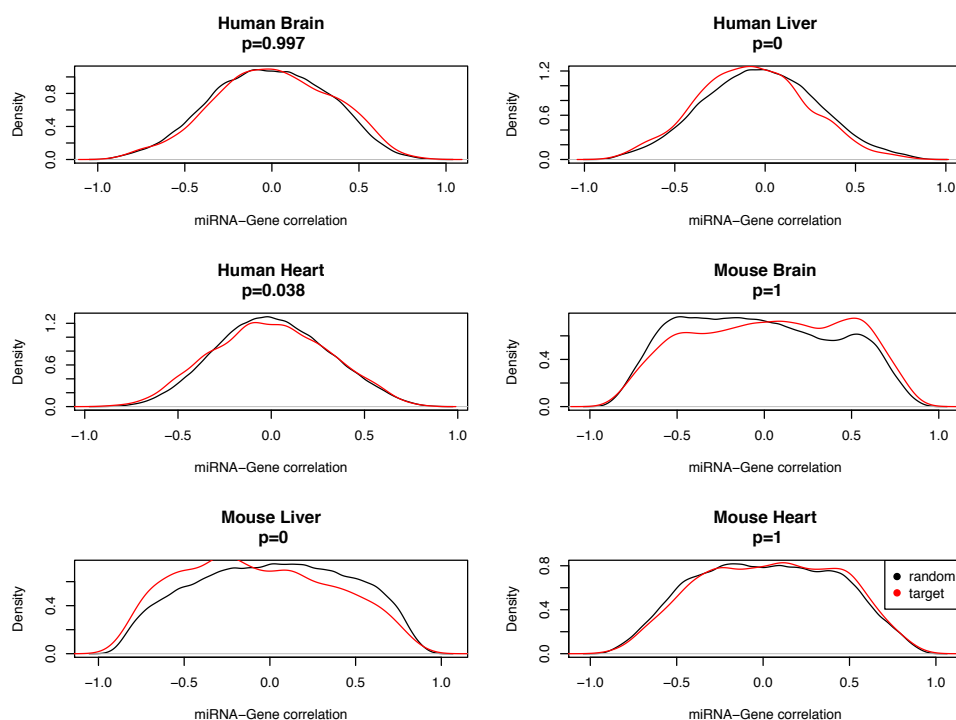 Human Brain
p=0.997
Density
0.0
0.8
−1.0
−0.5
0.0
0.5
1.0
miRNA−Gene correlation
Human Liver
p=0
Density
0.0
0.6
1.2
−1.0
−0.5
0.0
0.5
1.0
miRNA−Gene correlation
Human Heart
p=0.038
Density
0.0
0.6
1.2
−1.0
−0.5
0.0
0.5
1.0
miRNA−Gene correlation
Mouse Brain
p=1
Density
0.0
0.4
−1.0
−0.5
0.0
0.5
1.0
miRNA−Gene correlation
Mouse Liver
p=0
Density
0.0
0.4
−1.0
−0.5
0.0
0.5
1.0
miRNA−Gene correlation
Mouse Heart
p=1
Density
0.0
0.4
0.8
−1.0
−0.5
0.0
0.5
1.0
miRNA−Gene correlation
random
target